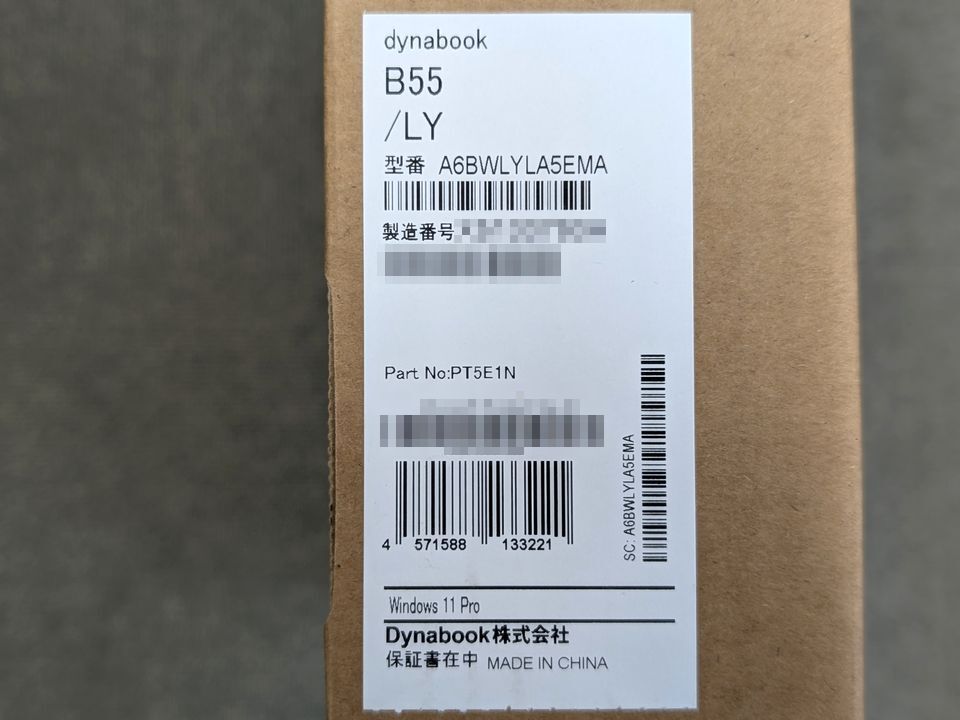 dynabook
B55
/LY
型番 A6BWLYLA5EMA
製造番号
Part No:PT5E1N
4 571588 133221
SC: A6BWLYLA5EMA
Windows 11 Pro
Dynabook株式会社
保証書在中 MADE IN CHINA